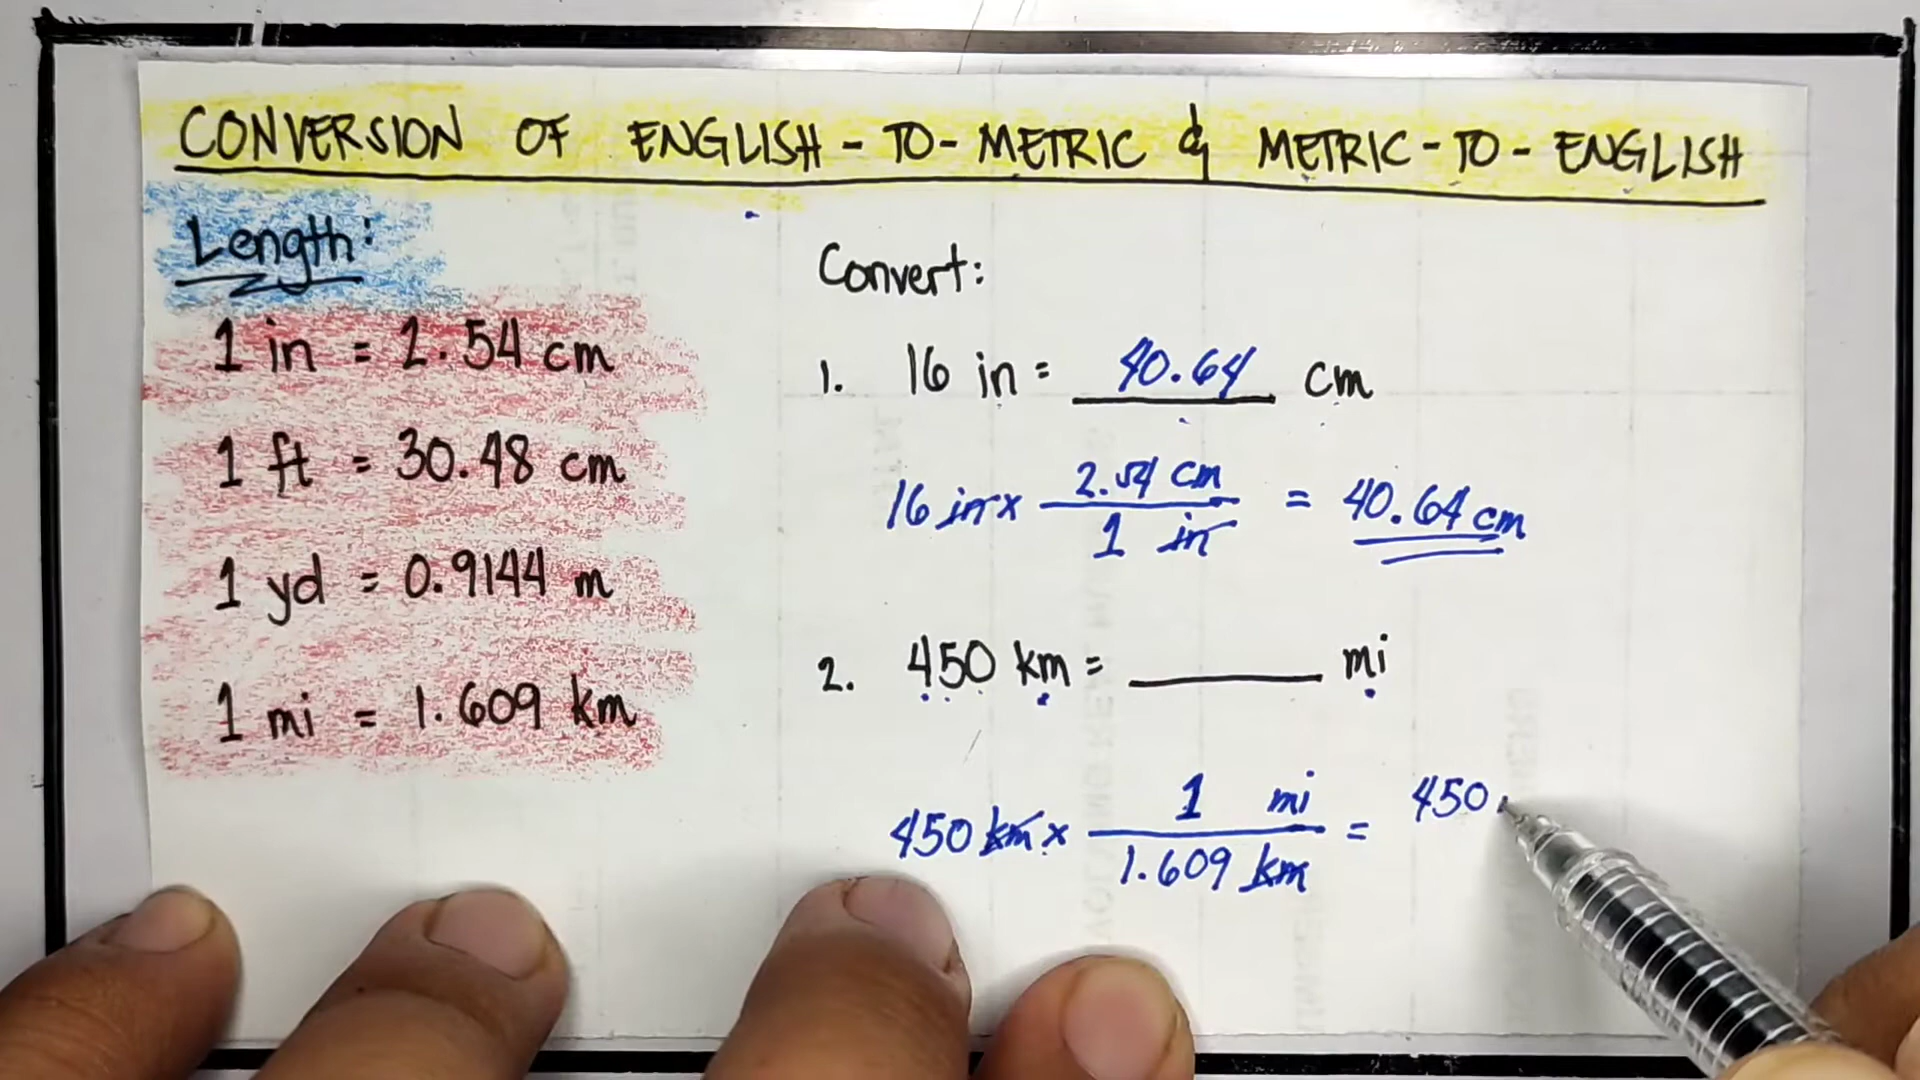 CONVERSION OF ENGLISH-TO-METRIC & METRIC-TO-ENGLISH
Length:
1 in = 2.54 cm
1 ft = 30.48 cm
1 yd = 0.9144 m
1 mi = 1.609 km
Convert:
1. 16 in = 40.64 cm
16 in x 2.54 cm / 1 in = 40.64 cm
2. 450 km = ________ mi
450 km x 1 mi / 1.609 km = 450